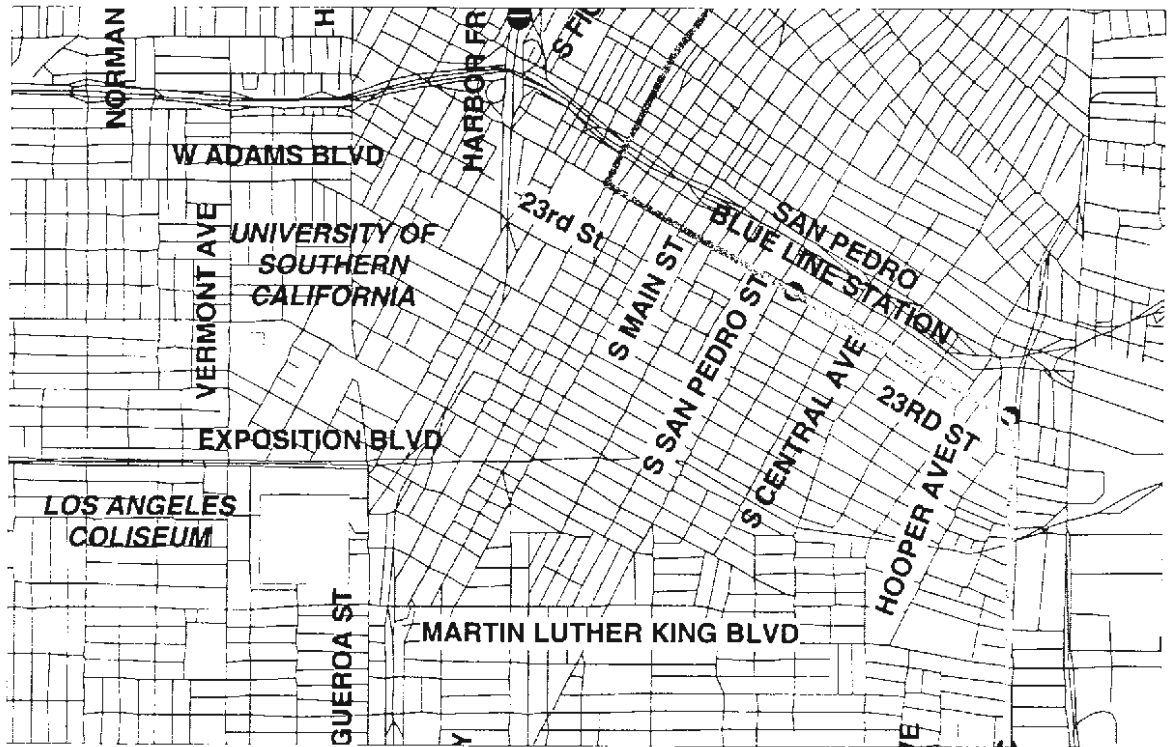 NORMAN
H
HARBOR FR
S FIG
W ADAMS BLVD
VERMONT AVE
UNIVERSITY OF
SOUTHERN
CALIFORNIA
23rd St
S MAIN ST
SAN PEDRO
BLUE LINE STATION
S SAN PEDRO ST
S CENTRAL AVE
23RD ST
HOOPER AVE
EXPOSITION BLVD
LOS ANGELES
COLISEUM
GUEROA ST
MARTIN LUTHER KING BLVD
Y
VE